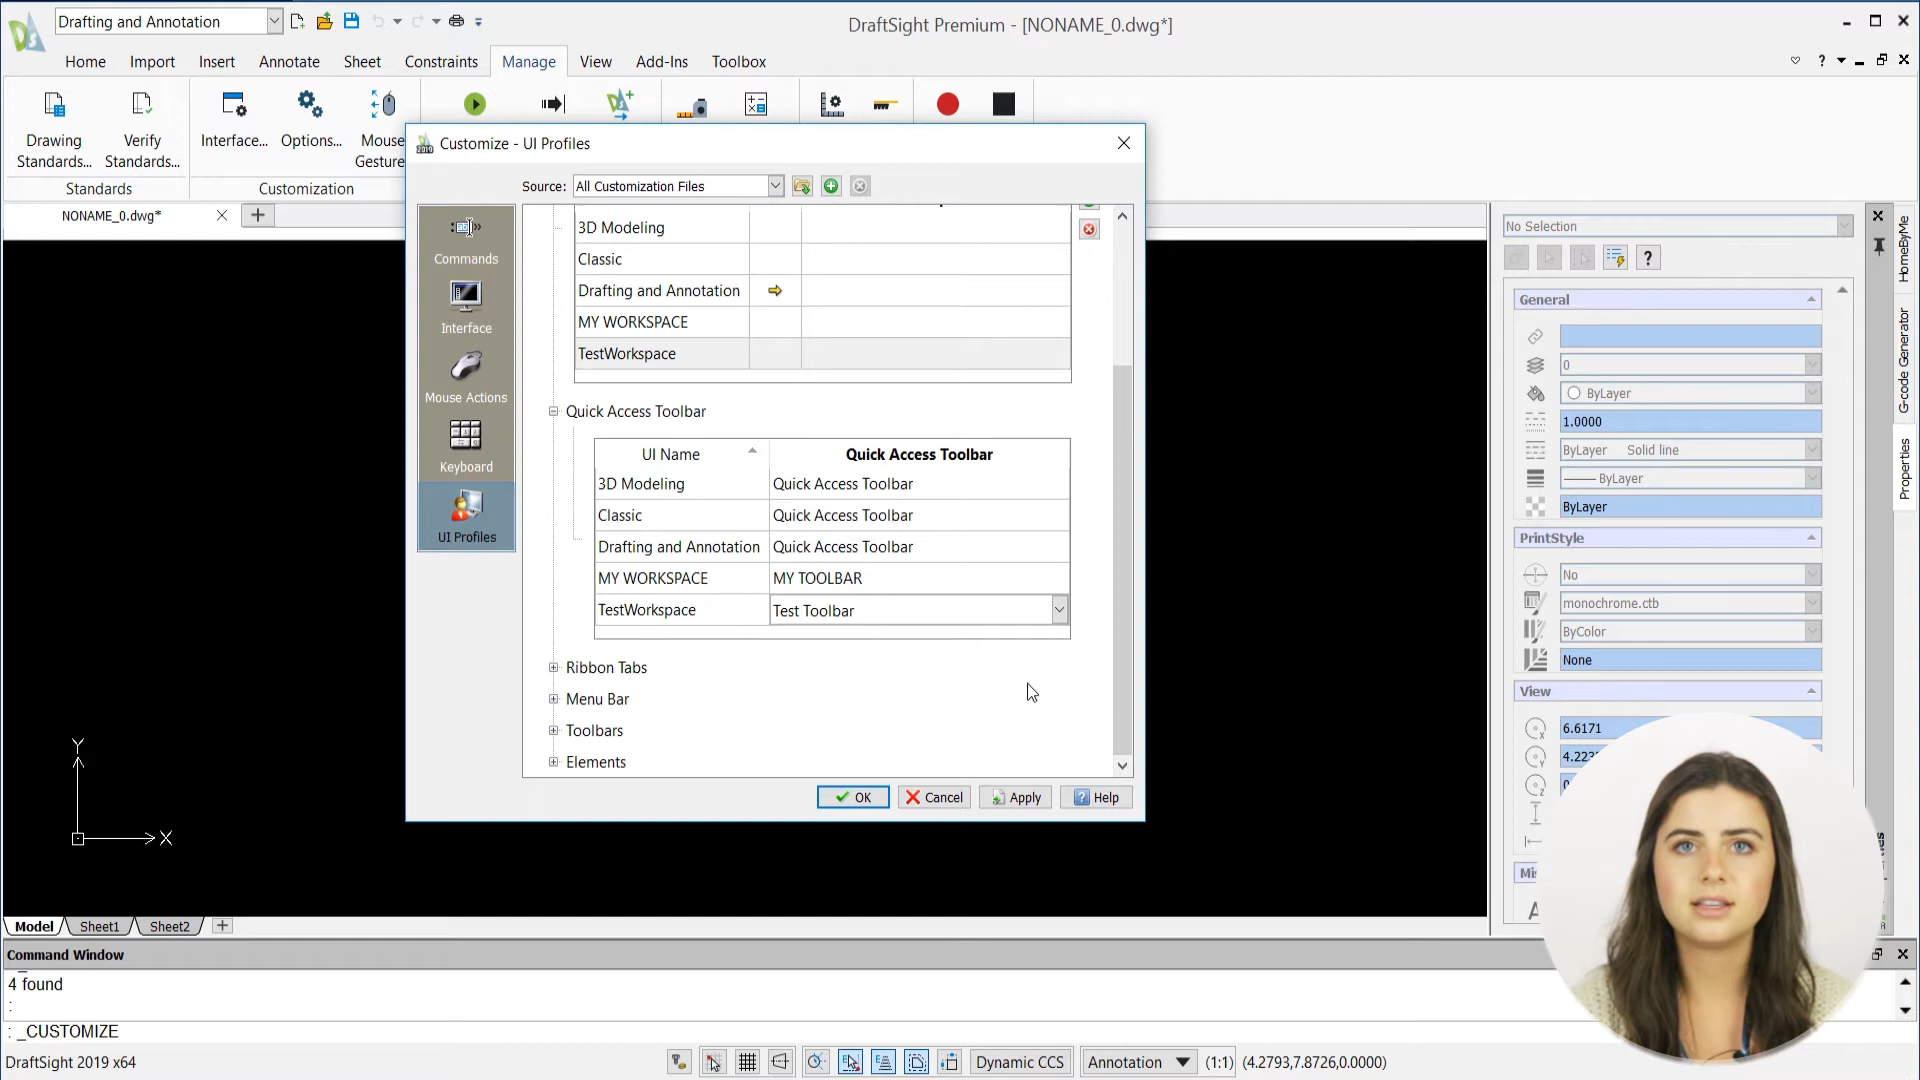 Drafting and Annotation
DraftSight Premium - [NONAME_0.dwg*]
Home Import Insert Annotate Sheet Constraints Manage View Add-Ins Toolbox
Drawing Standards...
Verify Standards...
Interface...
Options...
Mouse Gesture
Standards
Customization
NONAME_0.dwg*
Customize - UI Profiles
Source: All Customization Files
Commands
Interface
Mouse Actions
Keyboard
UI Profiles
3D Modeling
Classic
Drafting and Annotation
MY WORKSPACE
TestWorkspace
Quick Access Toolbar
UI Name Quick Access Toolbar
3D Modeling Quick Access Toolbar
Classic Quick Access Toolbar
Drafting and Annotation Quick Access Toolbar
MY WORKSPACE MY TOOLBAR
TestWorkspace Test Toolbar
Ribbon Tabs
Menu Bar
Toolbars
Elements
OK Cancel Apply Help
No Selection
General
0
ByLayer
1.0000
ByLayer Solid line
ByLayer
ByLayer
PrintStyle
No
monochrome.ctb
ByColor
None
View
6.6171
HomeByMe
G-code Generator
Properties
Y
X
Model Sheet1 Sheet2
Command Window
4 found
:
: _CUSTOMIZE
DraftSight 2019 x64
Dynamic CCS
Annotation
(1:1)
(4.2793,7.8726,0.0000)